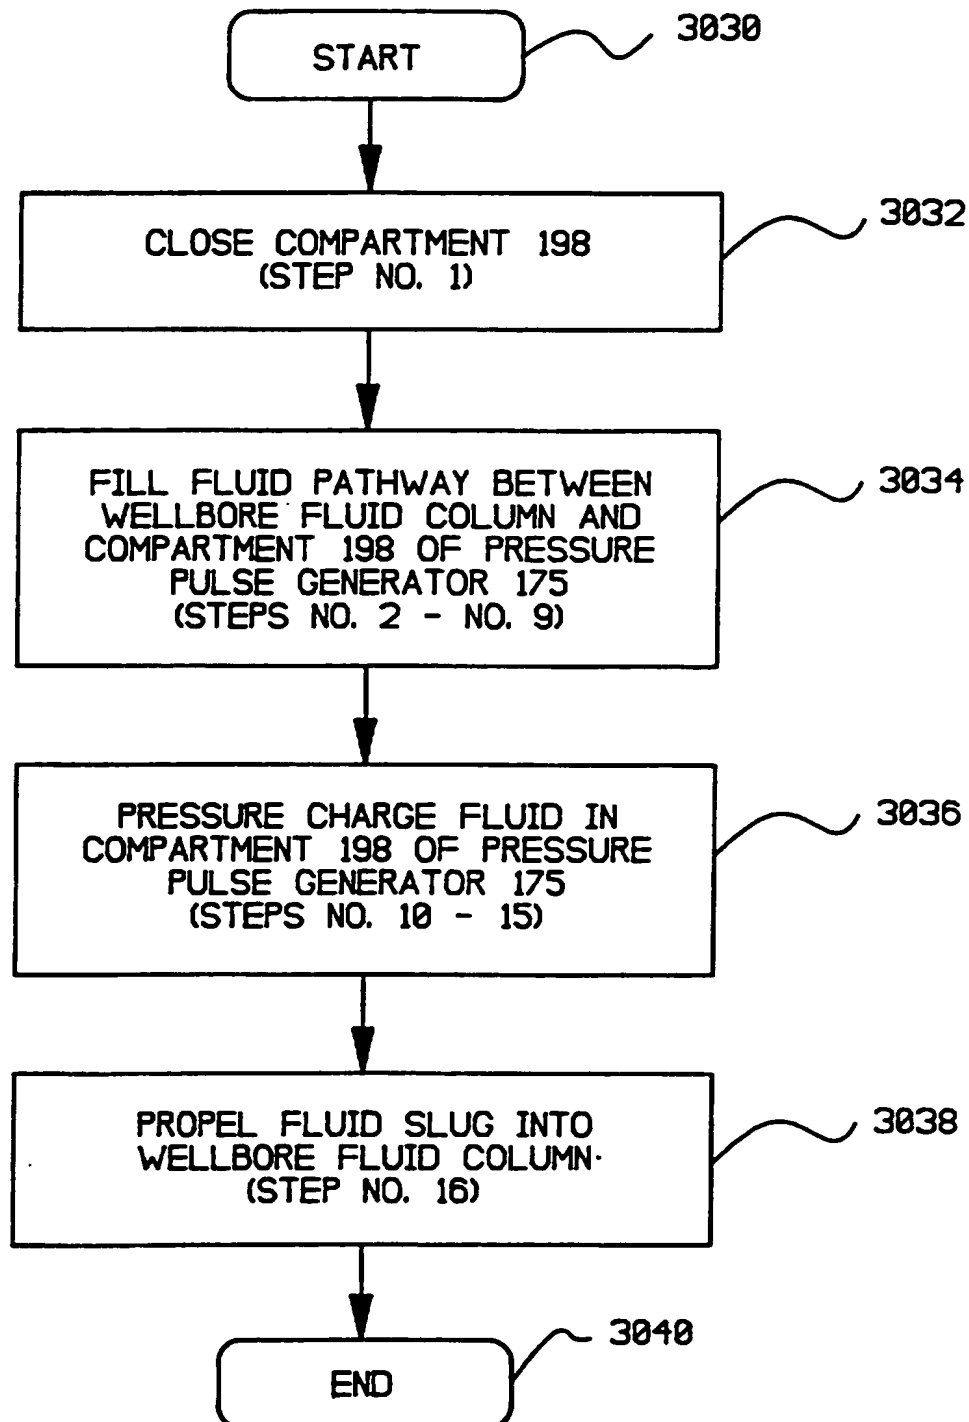 START
3030
CLOSE COMPARTMENT 198
(STEP NO. 1)
3032
FILL FLUID PATHWAY BETWEEN
WELLBORE FLUID COLUMN AND
COMPARTMENT 198 OF PRESSURE
PULSE GENERATOR 175
(STEPS NO. 2 - NO. 9)
3034
PRESSURE CHARGE FLUID IN
COMPARTMENT 198 OF PRESSURE
PULSE GENERATOR 175
(STEPS NO. 10 - 15)
3036
PROPEL FLUID SLUG INTO
WELLBORE FLUID COLUMN
(STEP NO. 16)
3038
END
3040